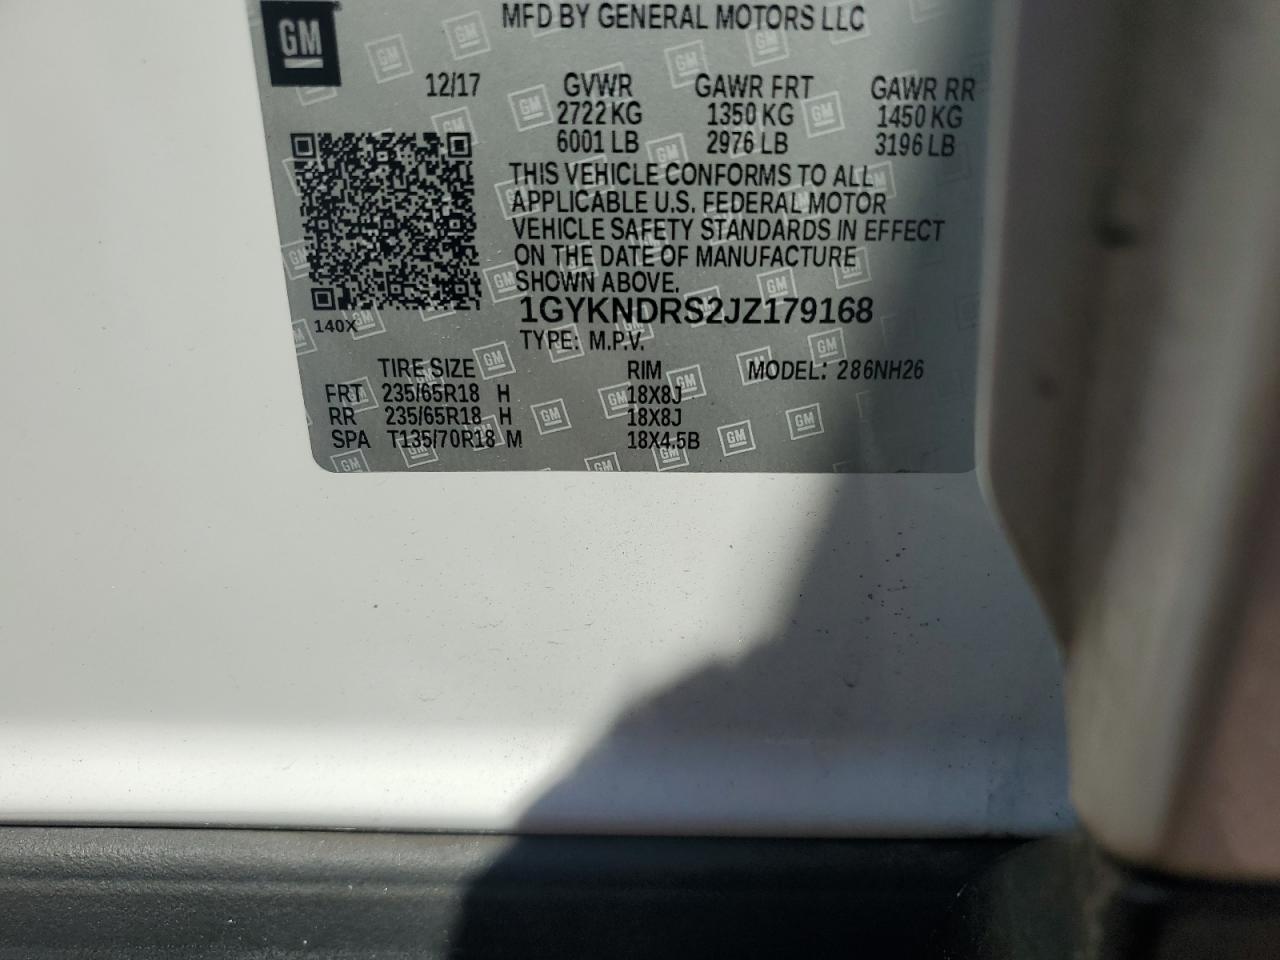 GM
MFD BY GENERAL MOTORS LLC
12/17 GVWR GAWR FRT GAWR RR
2722 KG 1350 KG 1450 KG
6001 LB 2976 LB 3196 LB
THIS VEHICLE CONFORMS TO ALL
APPLICABLE U.S. FEDERAL MOTOR
VEHICLE SAFETY STANDARDS IN EFFECT
ON THE DATE OF MANUFACTURE
SHOWN ABOVE.
1GYKNDRS2JZ179168
140X
TYPE: M.P.V.
TIRE SIZE RIM MODEL: 286NH26
FRT 235/65R18 H 18X8J
RR 235/65R18 H 18X8J
SPA T135/70R18 M 18X4.5B